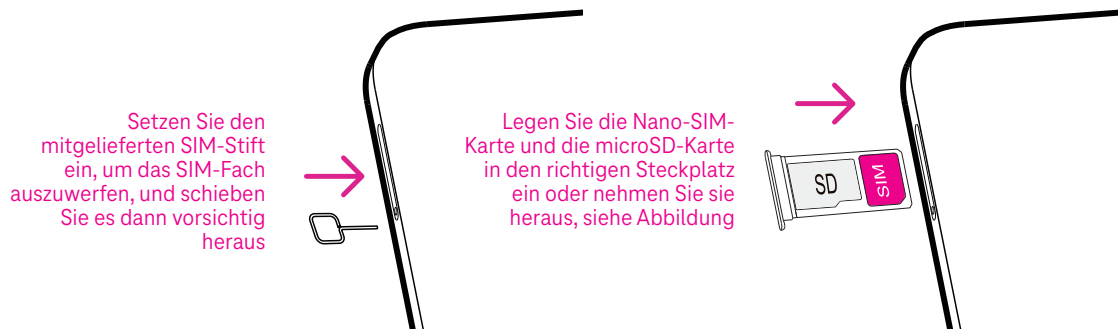 Setzen Sie den
mitgelieferten SIM-Stift
ein, um das SIM-Fach
auszuwerfen, und schieben
Sie es dann vorsichtig
heraus
Legen Sie die Nano-SIM-
Karte und die microSD-Karte
in den richtigen Steckplatz
ein oder nehmen Sie sie
heraus, siehe Abbildung
SD
SIM